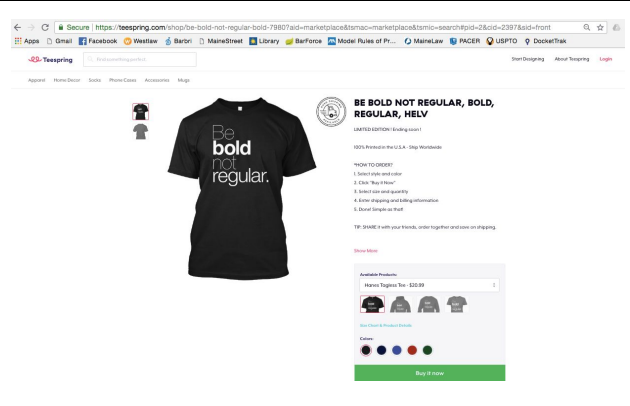 Secure https://teespring.com/shop/be-bold-not-regular-bold-7980?aid=marketplace&tsmac=marketplace&tsmic=search#pid=2&cid=2397&sid=front
Apps Gmail Facebook Westlaw Barbri MaineStreet Library BarForce Model Rules of Pr... MaineLaw PACER USPTO DocketTrak
Teespring Start Designing About Teespring Login
Apparel Home Decor Socks Phone Cases Accessories Mugs
Be
bold
not
regular.
BE BOLD NOT REGULAR, BOLD,
REGULAR, HELV
LIMITED EDITION ! Ending soon !
100% Printed in the U.S.A - Ship Worldwide
*HOW TO ORDER?
1. Select style and color
2. Click "Buy it Now"
3. Select size and quantity
4. Enter shipping and billing information
5. Done! Simple as that!
TIP: SHARE it with your friends, order together and save on shipping.
Show More
Available Products:
Hanes Tagless Tee - $20.99
Colors:
Buy it now